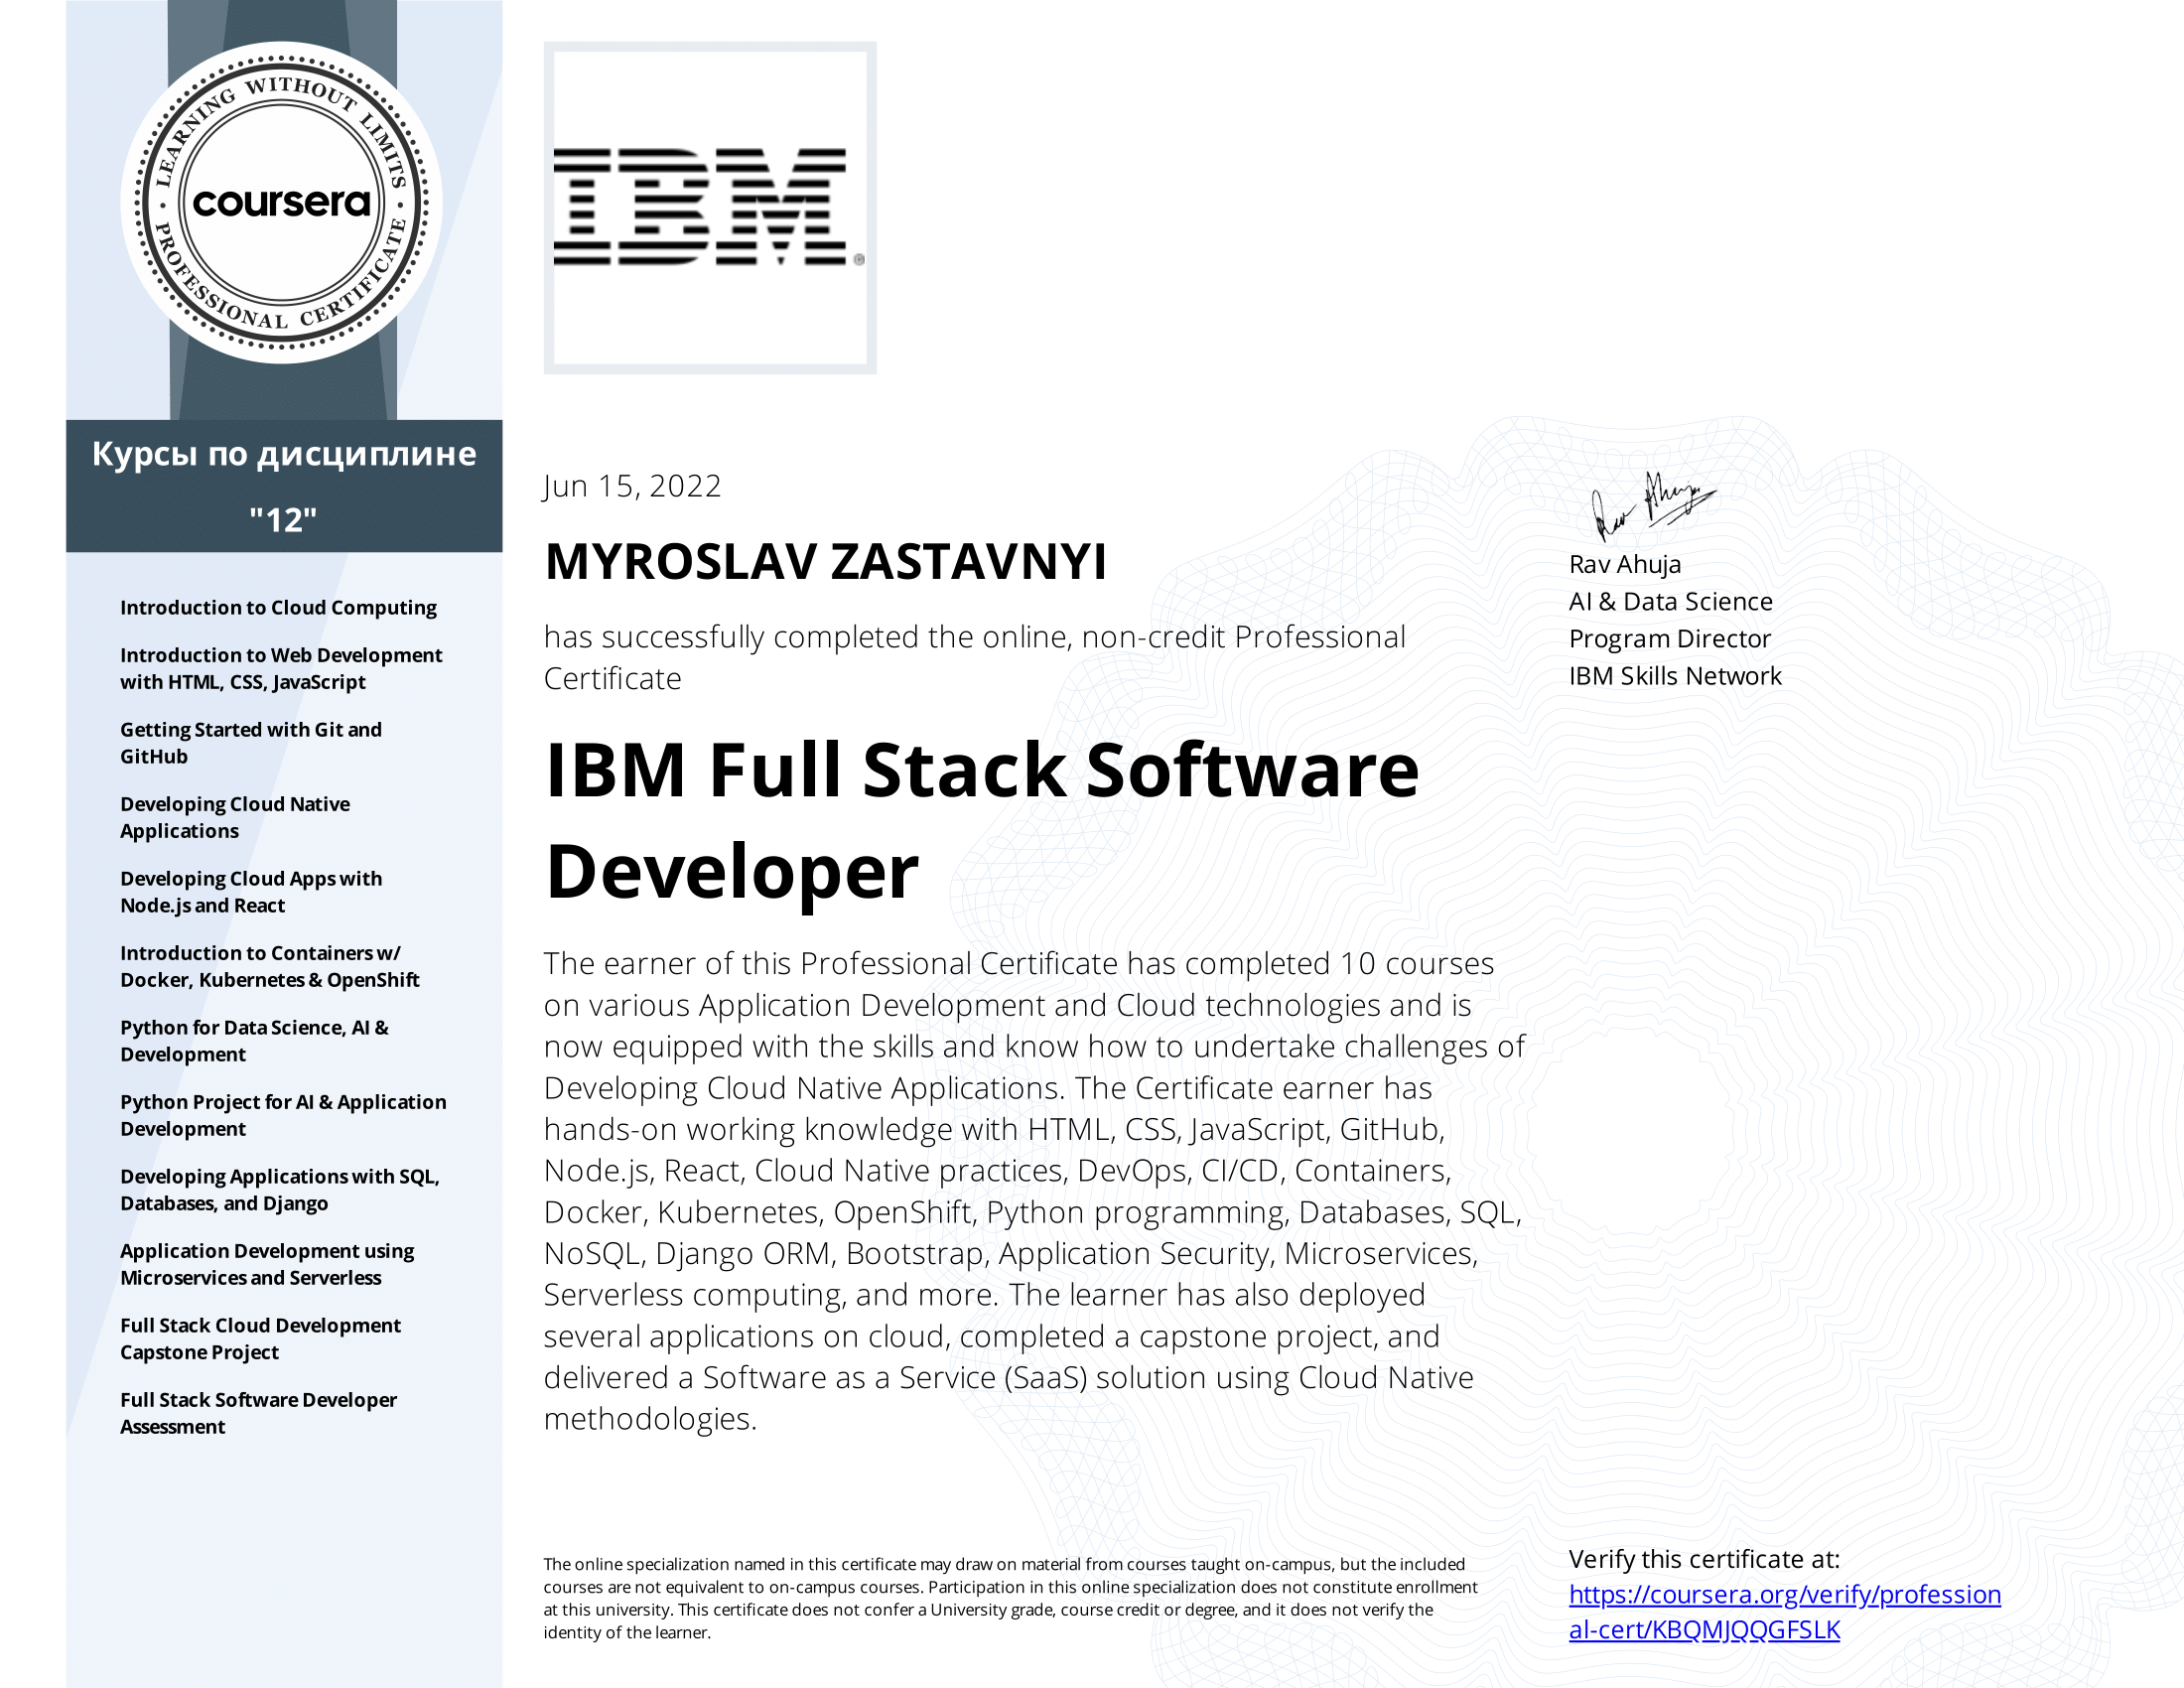 LEARNING WITHOUT LIMITS
coursera
PROFESSIONAL CERTIFICATE
Курсы по дисциплине
"12"
Introduction to Cloud Computing
Introduction to Web Development
with HTML, CSS, JavaScript
Getting Started with Git and
GitHub
Developing Cloud Native
Applications
Developing Cloud Apps with
Node.js and React
Introduction to Containers w/
Docker, Kubernetes & OpenShift
Python for Data Science, AI &
Development
Python Project for AI & Application
Development
Developing Applications with SQL,
Databases, and Django
Application Development using
Microservices and Serverless
Full Stack Cloud Development
Capstone Project
Full Stack Software Developer
Assessment
IBM®
Jun 15, 2022
MYROSLAV ZASTAVNYI
has successfully completed the online, non-credit Professional
Certificate
IBM Full Stack Software
Developer
The earner of this Professional Certificate has completed 10 courses
on various Application Development and Cloud technologies and is
now equipped with the skills and know how to undertake challenges of
Developing Cloud Native Applications. The Certificate earner has
hands-on working knowledge with HTML, CSS, JavaScript, GitHub,
Node.js, React, Cloud Native practices, DevOps, CI/CD, Containers,
Docker, Kubernetes, OpenShift, Python programming, Databases, SQL,
NoSQL, Django ORM, Bootstrap, Application Security, Microservices,
Serverless computing, and more. The learner has also deployed
several applications on cloud, completed a capstone project, and
delivered a Software as a Service (SaaS) solution using Cloud Native
methodologies.
The online specialization named in this certificate may draw on material from courses taught on-campus, but the included
courses are not equivalent to on-campus courses. Participation in this online specialization does not constitute enrollment
at this university. This certificate does not confer a University grade, course credit or degree, and it does not verify the
identity of the learner.
Rav Ahuja
Rav Ahuja
AI & Data Science
Program Director
IBM Skills Network
Verify this certificate at:
https://coursera.org/verify/profession
al-cert/KBQMJQQGFSLK